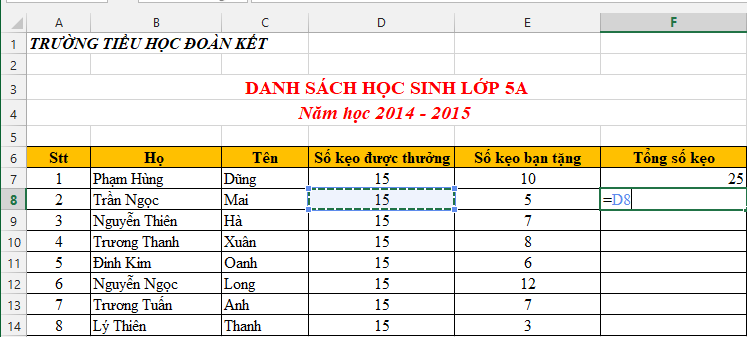 A B C D E F
1 TRƯỜNG TIỂU HỌC ĐOÀN KẾT
2
3 DANH SÁCH HỌC SINH LỚP 5A
4 Năm học 2014 - 2015
5
6 Stt Họ Tên Số kẹo được thưởng Số kẹo bạn tặng Tổng số kẹo
7 1 Phạm Hùng Dũng 15 10 25
8 2 Trần Ngọc Mai 15 5 =D8
9 3 Nguyễn Thiên Hà 15 7
10 4 Trương Thanh Xuân 15 8
11 5 Đinh Kim Oanh 15 6
12 6 Nguyễn Ngọc Long 15 12
13 7 Trương Tuấn Anh 15 7
14 8 Lý Thiên Thanh 15 3